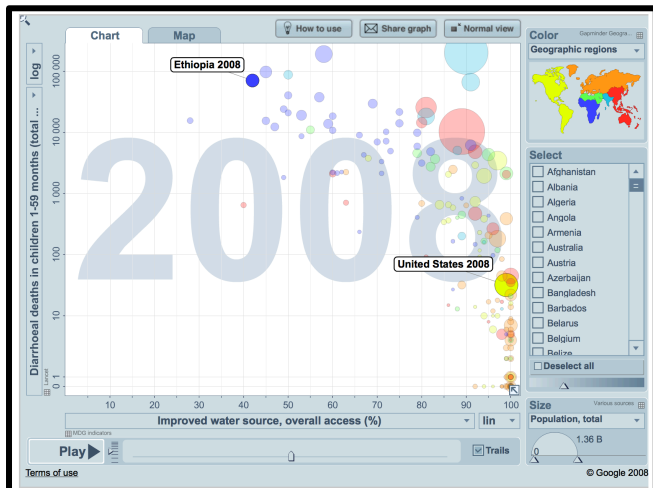 Chart
Map
How to use
Share graph
Normal view
Color
Gapminder Geogra...
Geographic regions
log
Diarrhoeal deaths in children 1-59 months (total ...
Lancet
100 000
10 000
1 000
100
10
1
0
2008
Ethiopia 2008
United States 2008
10
20
30
40
50
60
70
80
90
100
Improved water source, overall access (%)
lin
MDG indicators
Select
Afghanistan
Albania
Algeria
Angola
Armenia
Australia
Austria
Azerbaijan
Bangladesh
Barbados
Belarus
Belgium
Belize
Deselect all
Size
Various sources
Population, total
1.36 B
0
Play
Trails
Terms of use
© Google 2008